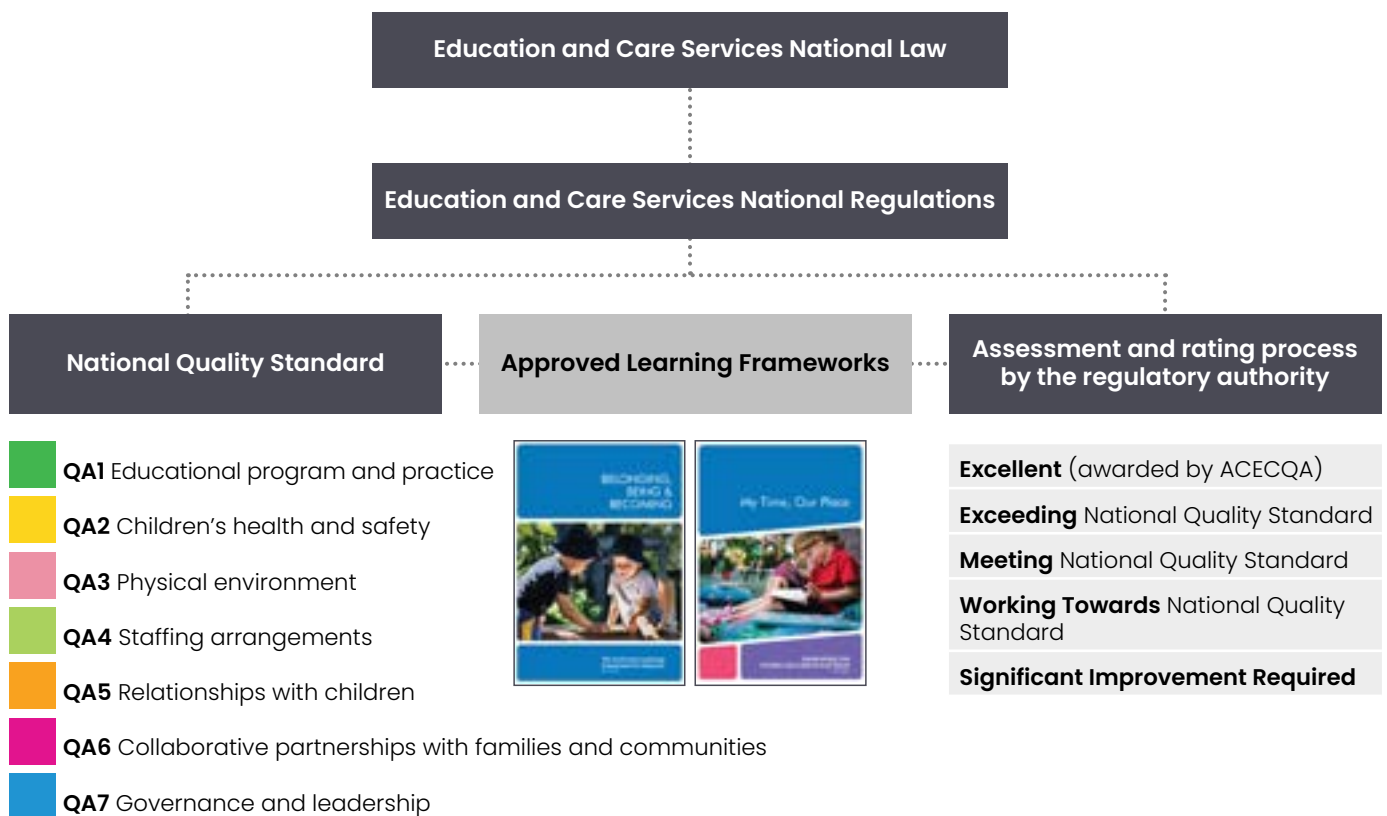 Education and Care Services National Law
Education and Care Services National Regulations
National Quality Standard
Approved Learning Frameworks
Assessment and rating process
by the regulatory authority
QA1 Educational program and practice
QA2 Children’s health and safety
QA3 Physical environment
QA4 Staffing arrangements
QA5 Relationships with children
QA6 Collaborative partnerships with families and communities
QA7 Governance and leadership
BELONGING,
BEING &
BECOMING
My Time, Our Place
Excellent (awarded by ACECQA)
Exceeding National Quality Standard
Meeting National Quality Standard
Working Towards National Quality
Standard
Significant Improvement Required